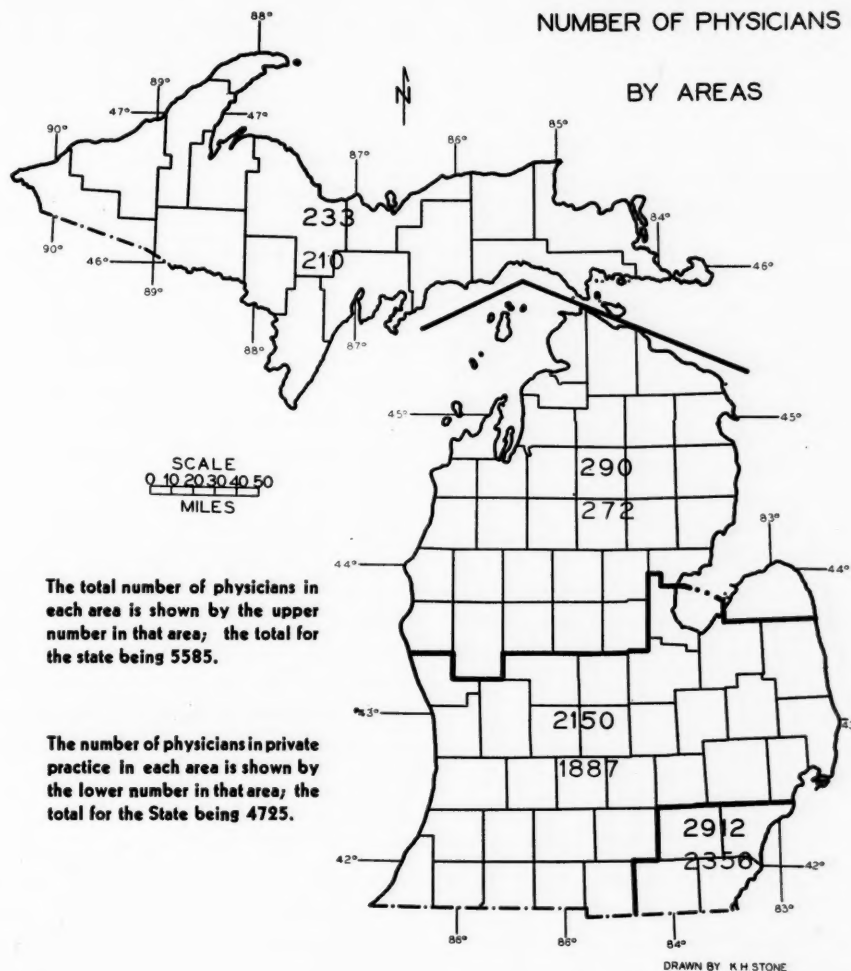 NUMBER OF PHYSICIANS
BY AREAS
88°
89°
N
47°
47°
90°
87°
86°
85°
84°
233
210
90°
46°
89°
46°
88°
87°
45°
45°
SCALE
0 10 20 30 40 50
MILES
290
272
83°
44°
44°
The total number of physicians in
each area is shown by the upper
number in that area; the total for
the state being 5585.
2150
The number of physicians in private
practice in each area is shown by
the lower number in that area; the
total for the State being 4725.
1887
2912
2356
42°
42°
83°
86°
86°
84°
DRAWN BY K H STONE